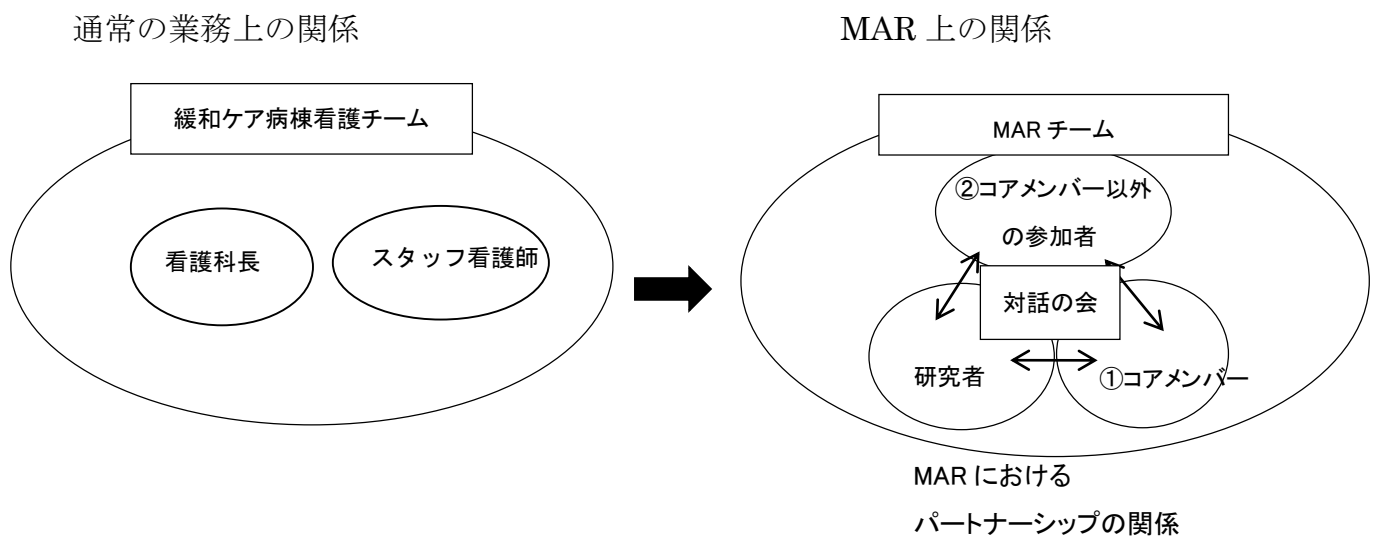 通常の業務上の関係
MAR 上の関係
緩和ケア病棟看護チーム
看護科長
スタッフ看護師
MAR チーム
②コアメンバー以外
の参加者
対話の会
研究者
①コアメンバー
MAR における
パートナーシップの関係